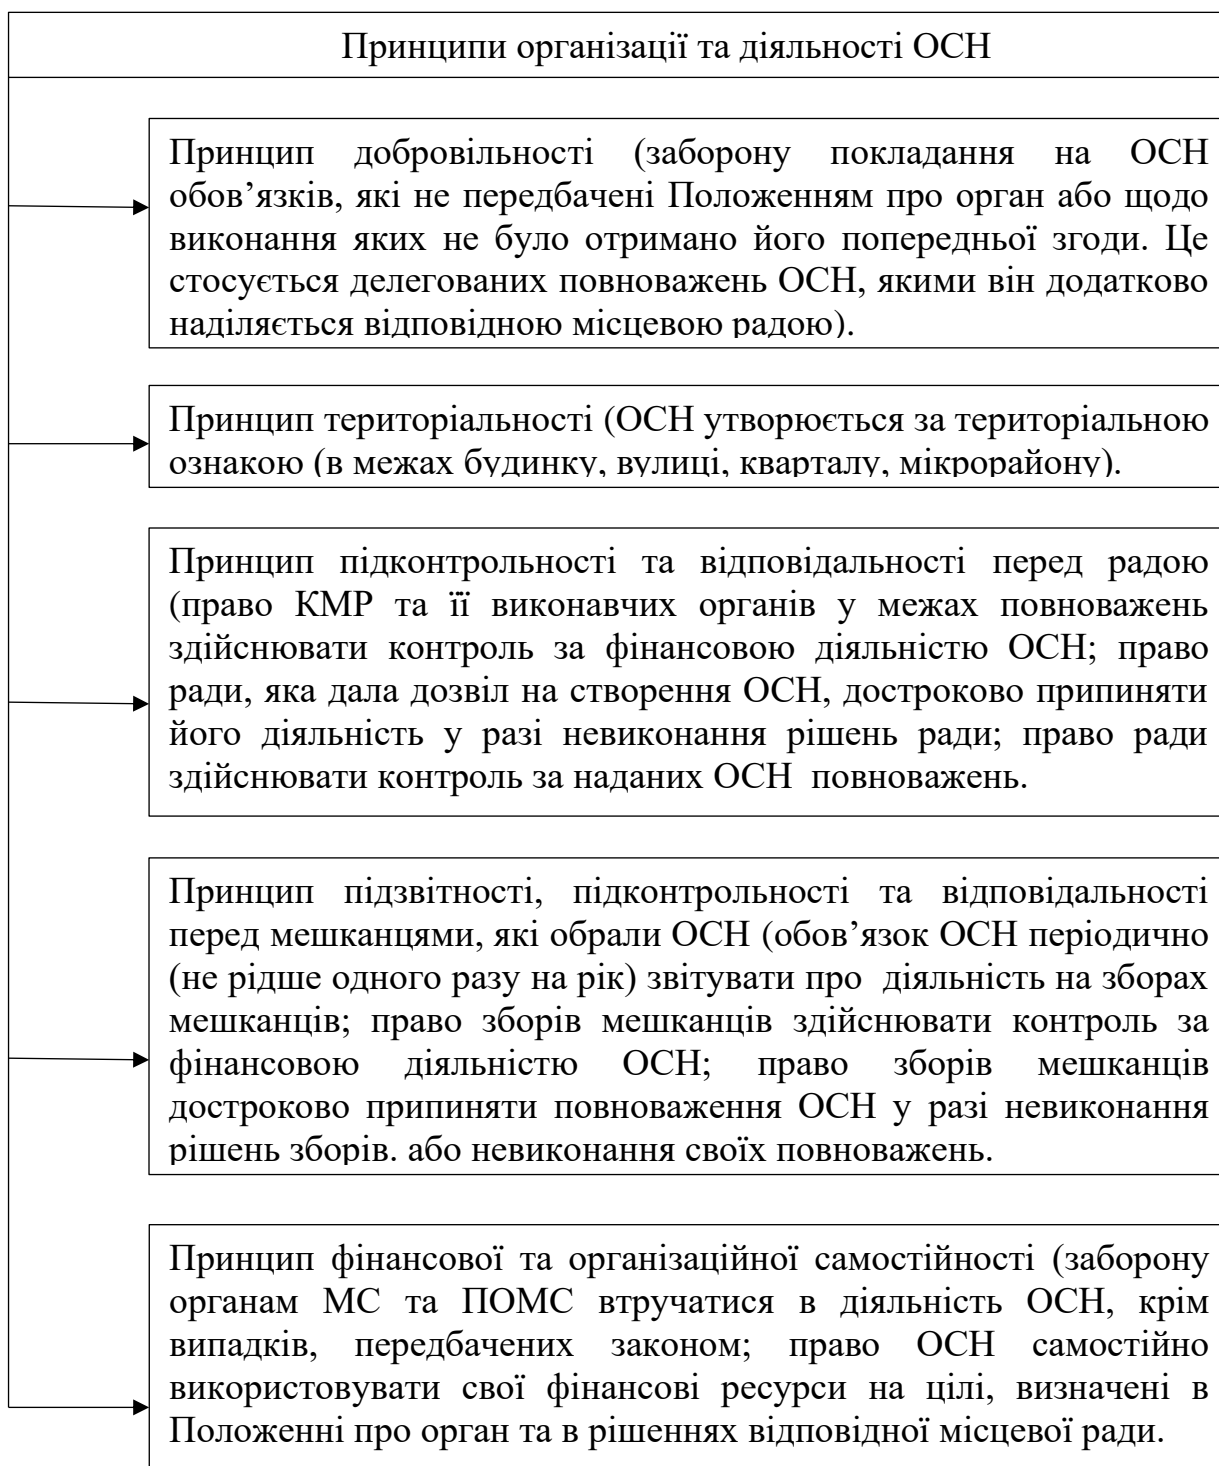 Принципи організації та діяльності ОСН
Принцип добровільності (заборону покладання на ОСН
обов’язків, які не передбачені Положенням про орган або щодо
виконання яких не було отримано його попередньої згоди. Це
стосується делегованих повноважень ОСН, якими він додатково
наділяється відповідною місцевою радою).
Принцип територіальності (ОСН утворюється за територіальною
ознакою (в межах будинку, вулиці, кварталу, мікрорайону).
Принцип підконтрольності та відповідальності перед радою
(право КМР та її виконавчих органів у межах повноважень
здійснювати контроль за фінансовою діяльністю ОСН; право
ради, яка дала дозвіл на створення ОСН, достроково припиняти
його діяльність у разі невиконання рішень ради; право ради
здійснювати контроль за наданих ОСН повноважень.
Принцип підзвітності, підконтрольності та відповідальності
перед мешканцями, які обрали ОСН (обов’язок ОСН періодично
(не рідше одного разу на рік) звітувати про діяльність на зборах
мешканців; право зборів мешканців здійснювати контроль за
фінансовою діяльністю ОСН; право зборів мешканців
достроково припиняти повноваження ОСН у разі невиконання
рішень зборів. або невиконання своїх повноважень.
Принцип фінансової та організаційної самостійності (заборону
органам МС та ПОМС втручатися в діяльність ОСН, крім
випадків, передбачених законом; право ОСН самостійно
використовувати свої фінансові ресурси на цілі, визначені в
Положенні про орган та в рішеннях відповідної місцевої ради.